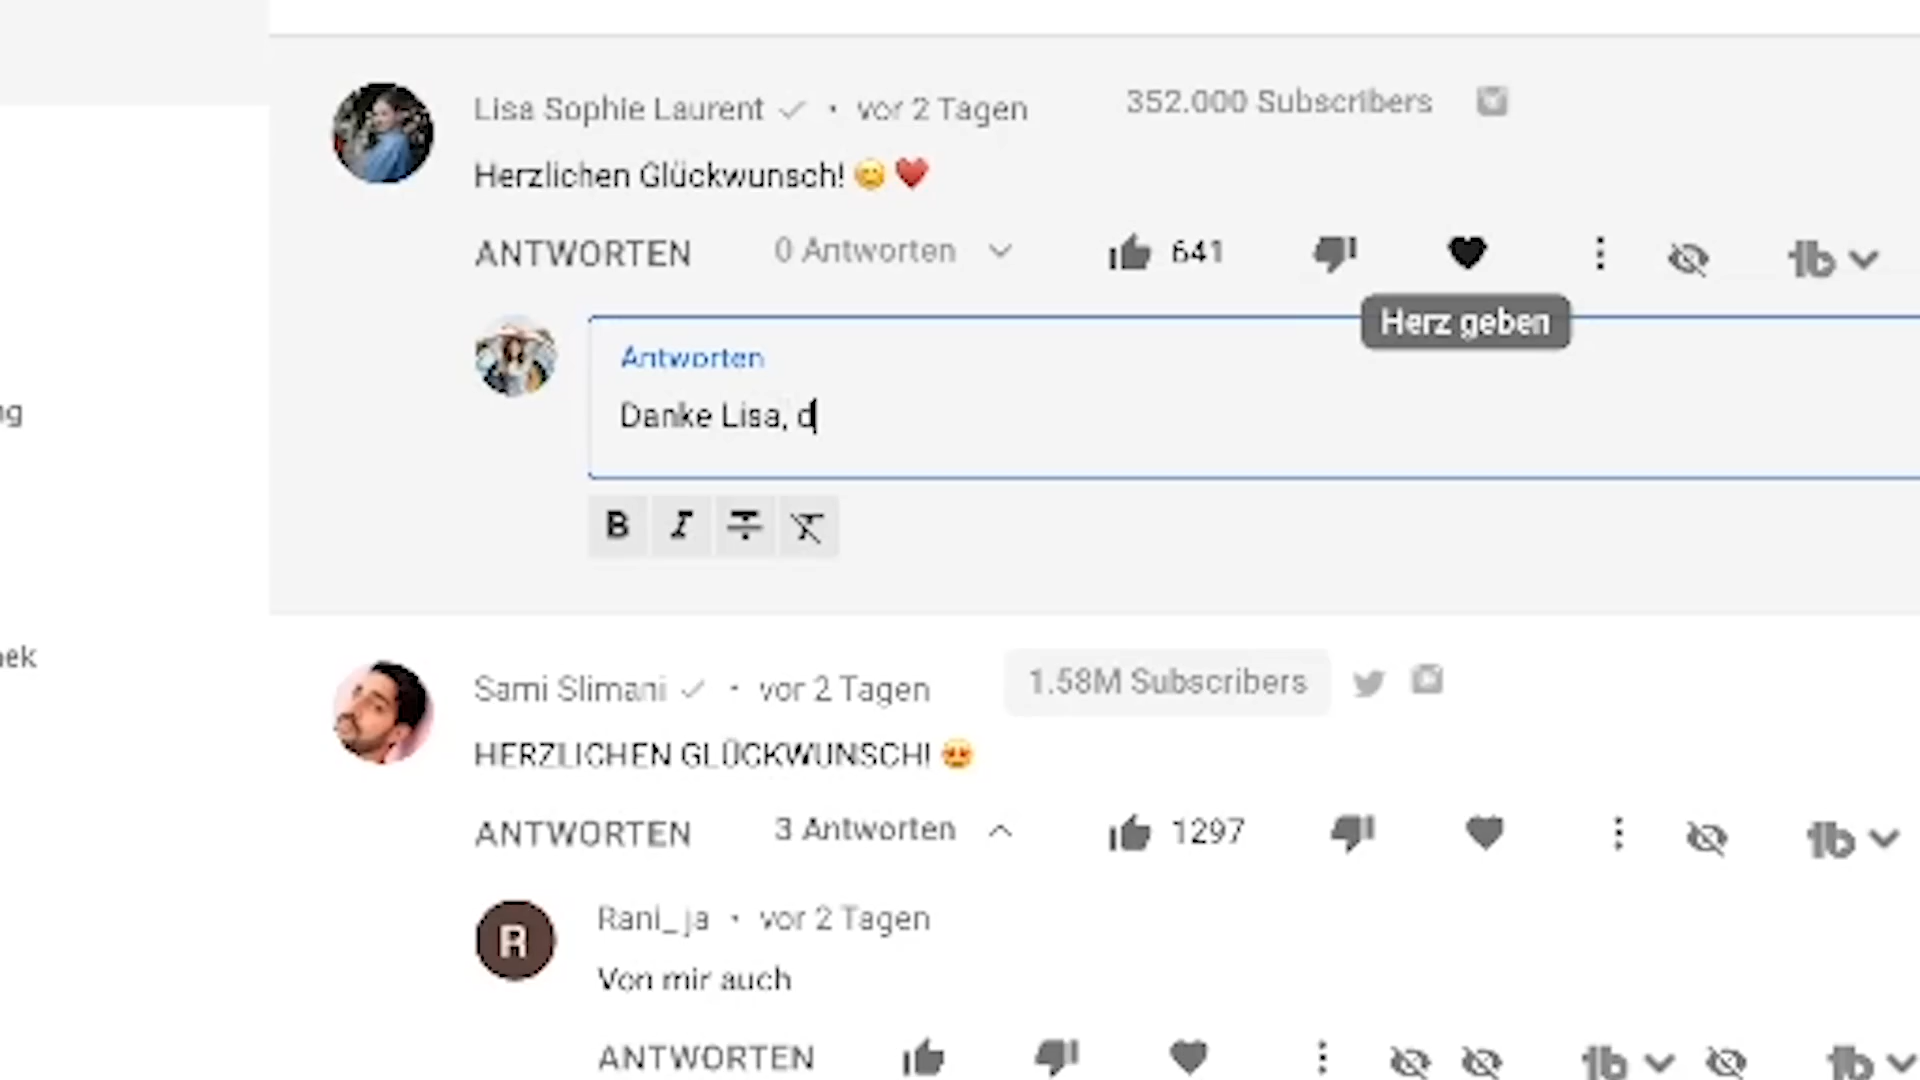 Lisa Sophie Laurent • vor 2 Tagen 352.000 Subscribers
Herzlichen Glückwunsch! 😊 ❤️
ANTWORTEN 0 Antworten 641
Herz geben
Antworten
Danke Lisa, d
B I
ng
Sami Slimani • vor 2 Tagen 1.58M Subscribers
hek
HERZLICHEN GLÜCKWUNSCH! 😍
ANTWORTEN 3 Antworten 1297
R
Rani_ja • vor 2 Tagen
Von mir auch
ANTWORTEN